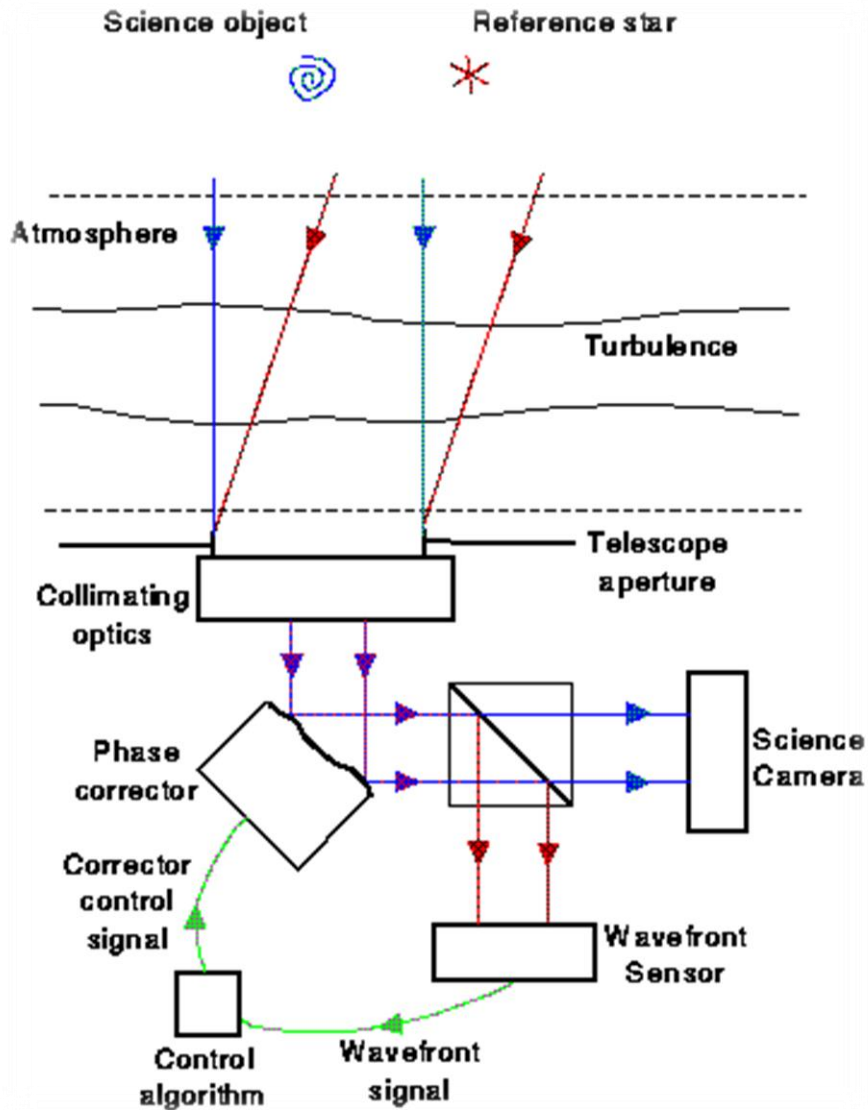 Science object
Reference star
Atmosphere
Turbulence
Telescope
aperture
Collimating
optics
Phase
corrector
Science
Camera
Corrector
control
signal
Wavefront
Sensor
Control
algorithm
Wavefront
signal